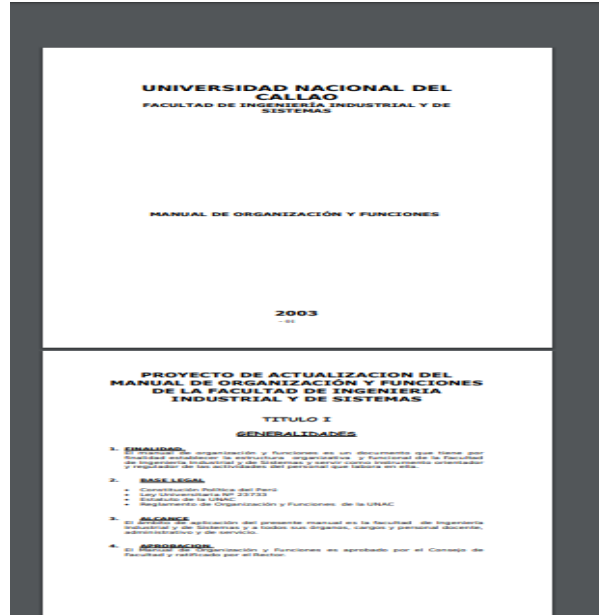 UNIVERSIDAD NACIONAL DEL
CALLAO
FACULTAD DE INGENIERÍA INDUSTRIAL Y DE
SISTEMAS
MANUAL DE ORGANIZACIÓN Y FUNCIONES
2003
PROYECTO DE ACTUALIZACION DEL
MANUAL DE ORGANIZACIÓN Y FUNCIONES
DE LA FACULTAD DE INGENIERIA
INDUSTRIAL Y DE SISTEMAS
TITULO I
GENERALIDADES
1. FINALIDAD.
El manual de organización y funciones es un documento que tiene por
finalidad establecer la estructura organizativa y funcional de la Facultad
de Ingeniería Industrial y de Sistemas y servir como instrumento orientador
y regulador de las actividades del personal que labora en ella.
2. BASE LEGAL
• Constitución Política del Perú
• Ley Universitaria Nº 23733
• Estatuto de la UNAC
• Reglamento de Organización y Funciones de la UNAC
3. ALCANCE
El ámbito de aplicación del presente manual es la facultad de Ingeniería
Industrial y de Sistemas y a todos sus órganos, cargos y personal docente,
administrativo y de servicio.
4. APROBACION.
El Manual de Organización y Funciones es aprobado por el Consejo de
Facultad y ratificado por el Rector.